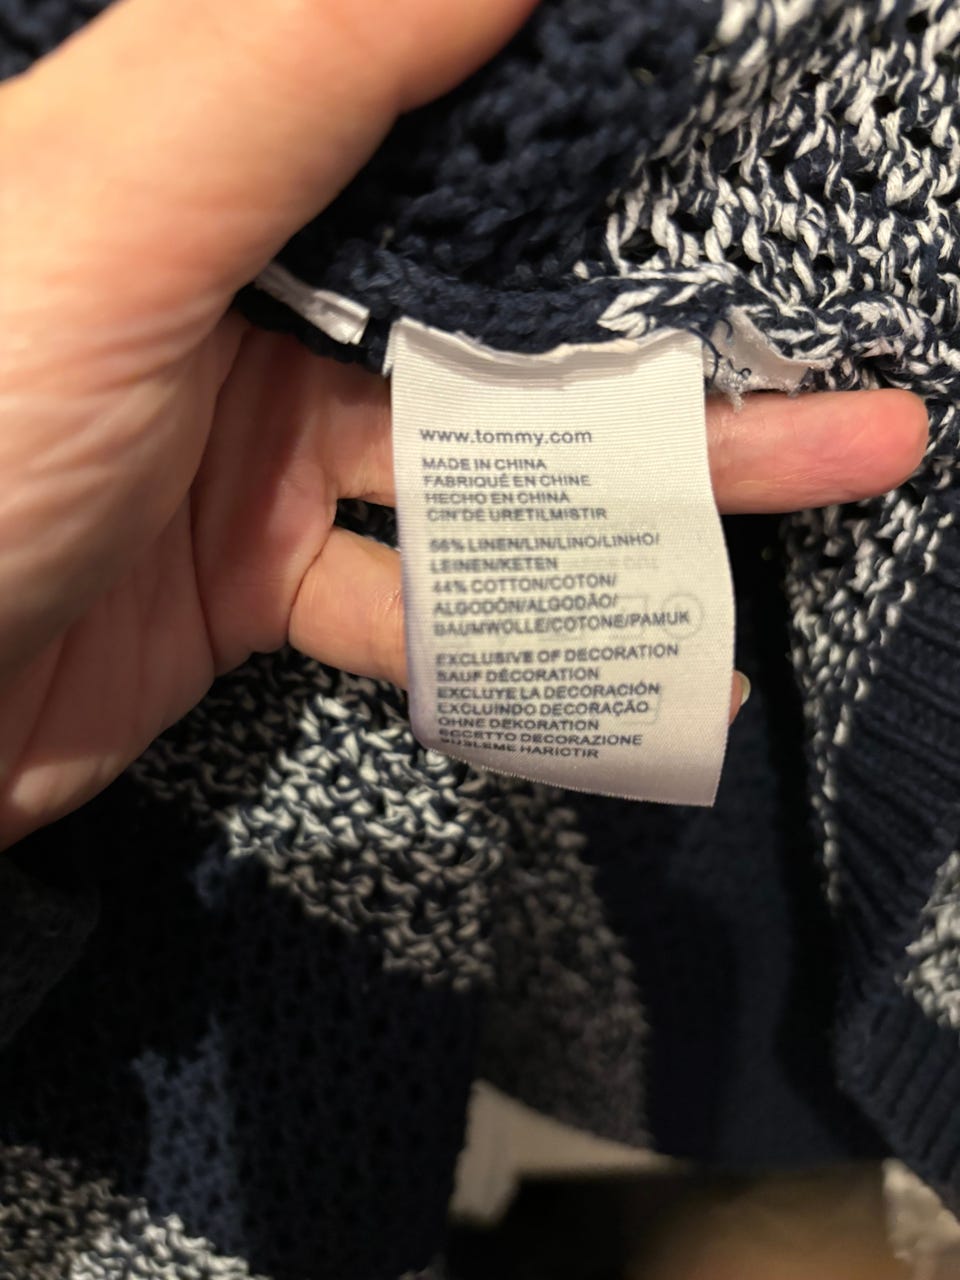 www.tommy.com
MADE IN CHINA
FABRIQUÉ EN CHINE
HECHO EN CHINA
CIN'DE URETILMISTIR
56% LINEN/LIN/LINO/LINHO/
LEINEN/KETEN
44% COTTON/COTON/
ALGODÓN/ALGODÃO/
BAUMWOLLE/COTONE/PAMUK
EXCLUSIVE OF DECORATION
SAUF DÉCORATION
EXCLUYE LA DECORACIÓN
EXCLUINDO DECORAÇÃO
OHNE DEKORATION
ECCETTO DECORAZIONE
SUSLEME HARICTIR